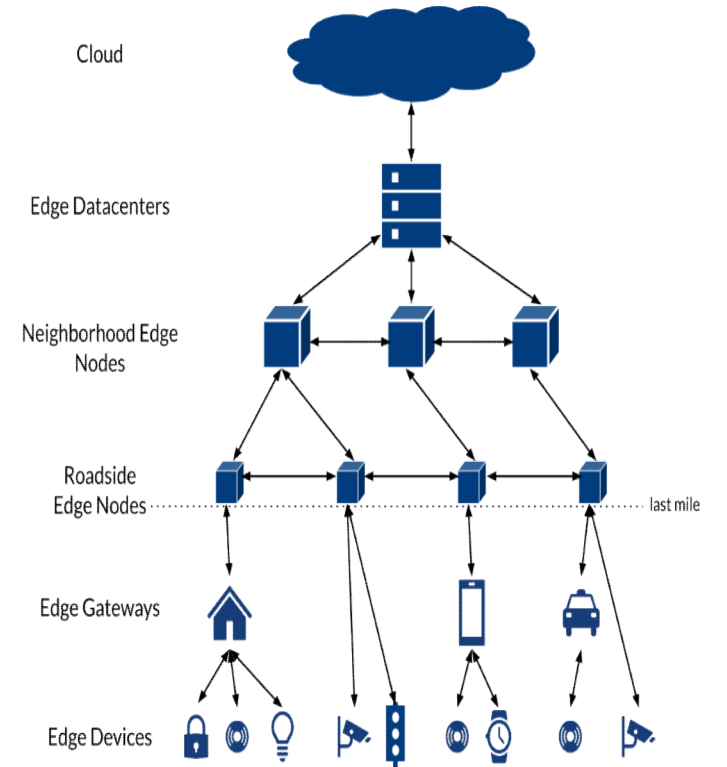 Cloud
Edge Datacenters
Neighborhood Edge
Nodes
Roadside
Edge Nodes
last mile
Edge Gateways
Edge Devices